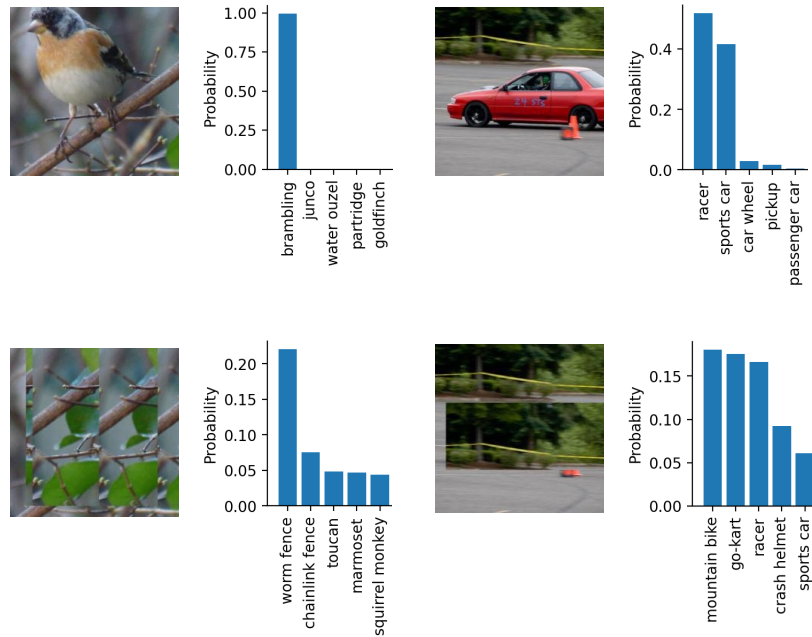 1.00
0.75
0.50
0.25
0.00
Probability
brambling
junco
water ouzel
partridge
goldfinch
24 STS
0.4
0.2
0.0
Probability
racer
sports car
car wheel
pickup
passenger car
0.20
0.15
0.10
0.05
0.00
Probability
worm fence
chainlink fence
toucan
marmoset
squirrel monkey
0.15
0.10
0.05
0.00
Probability
mountain bike
go-kart
racer
crash helmet
sports car